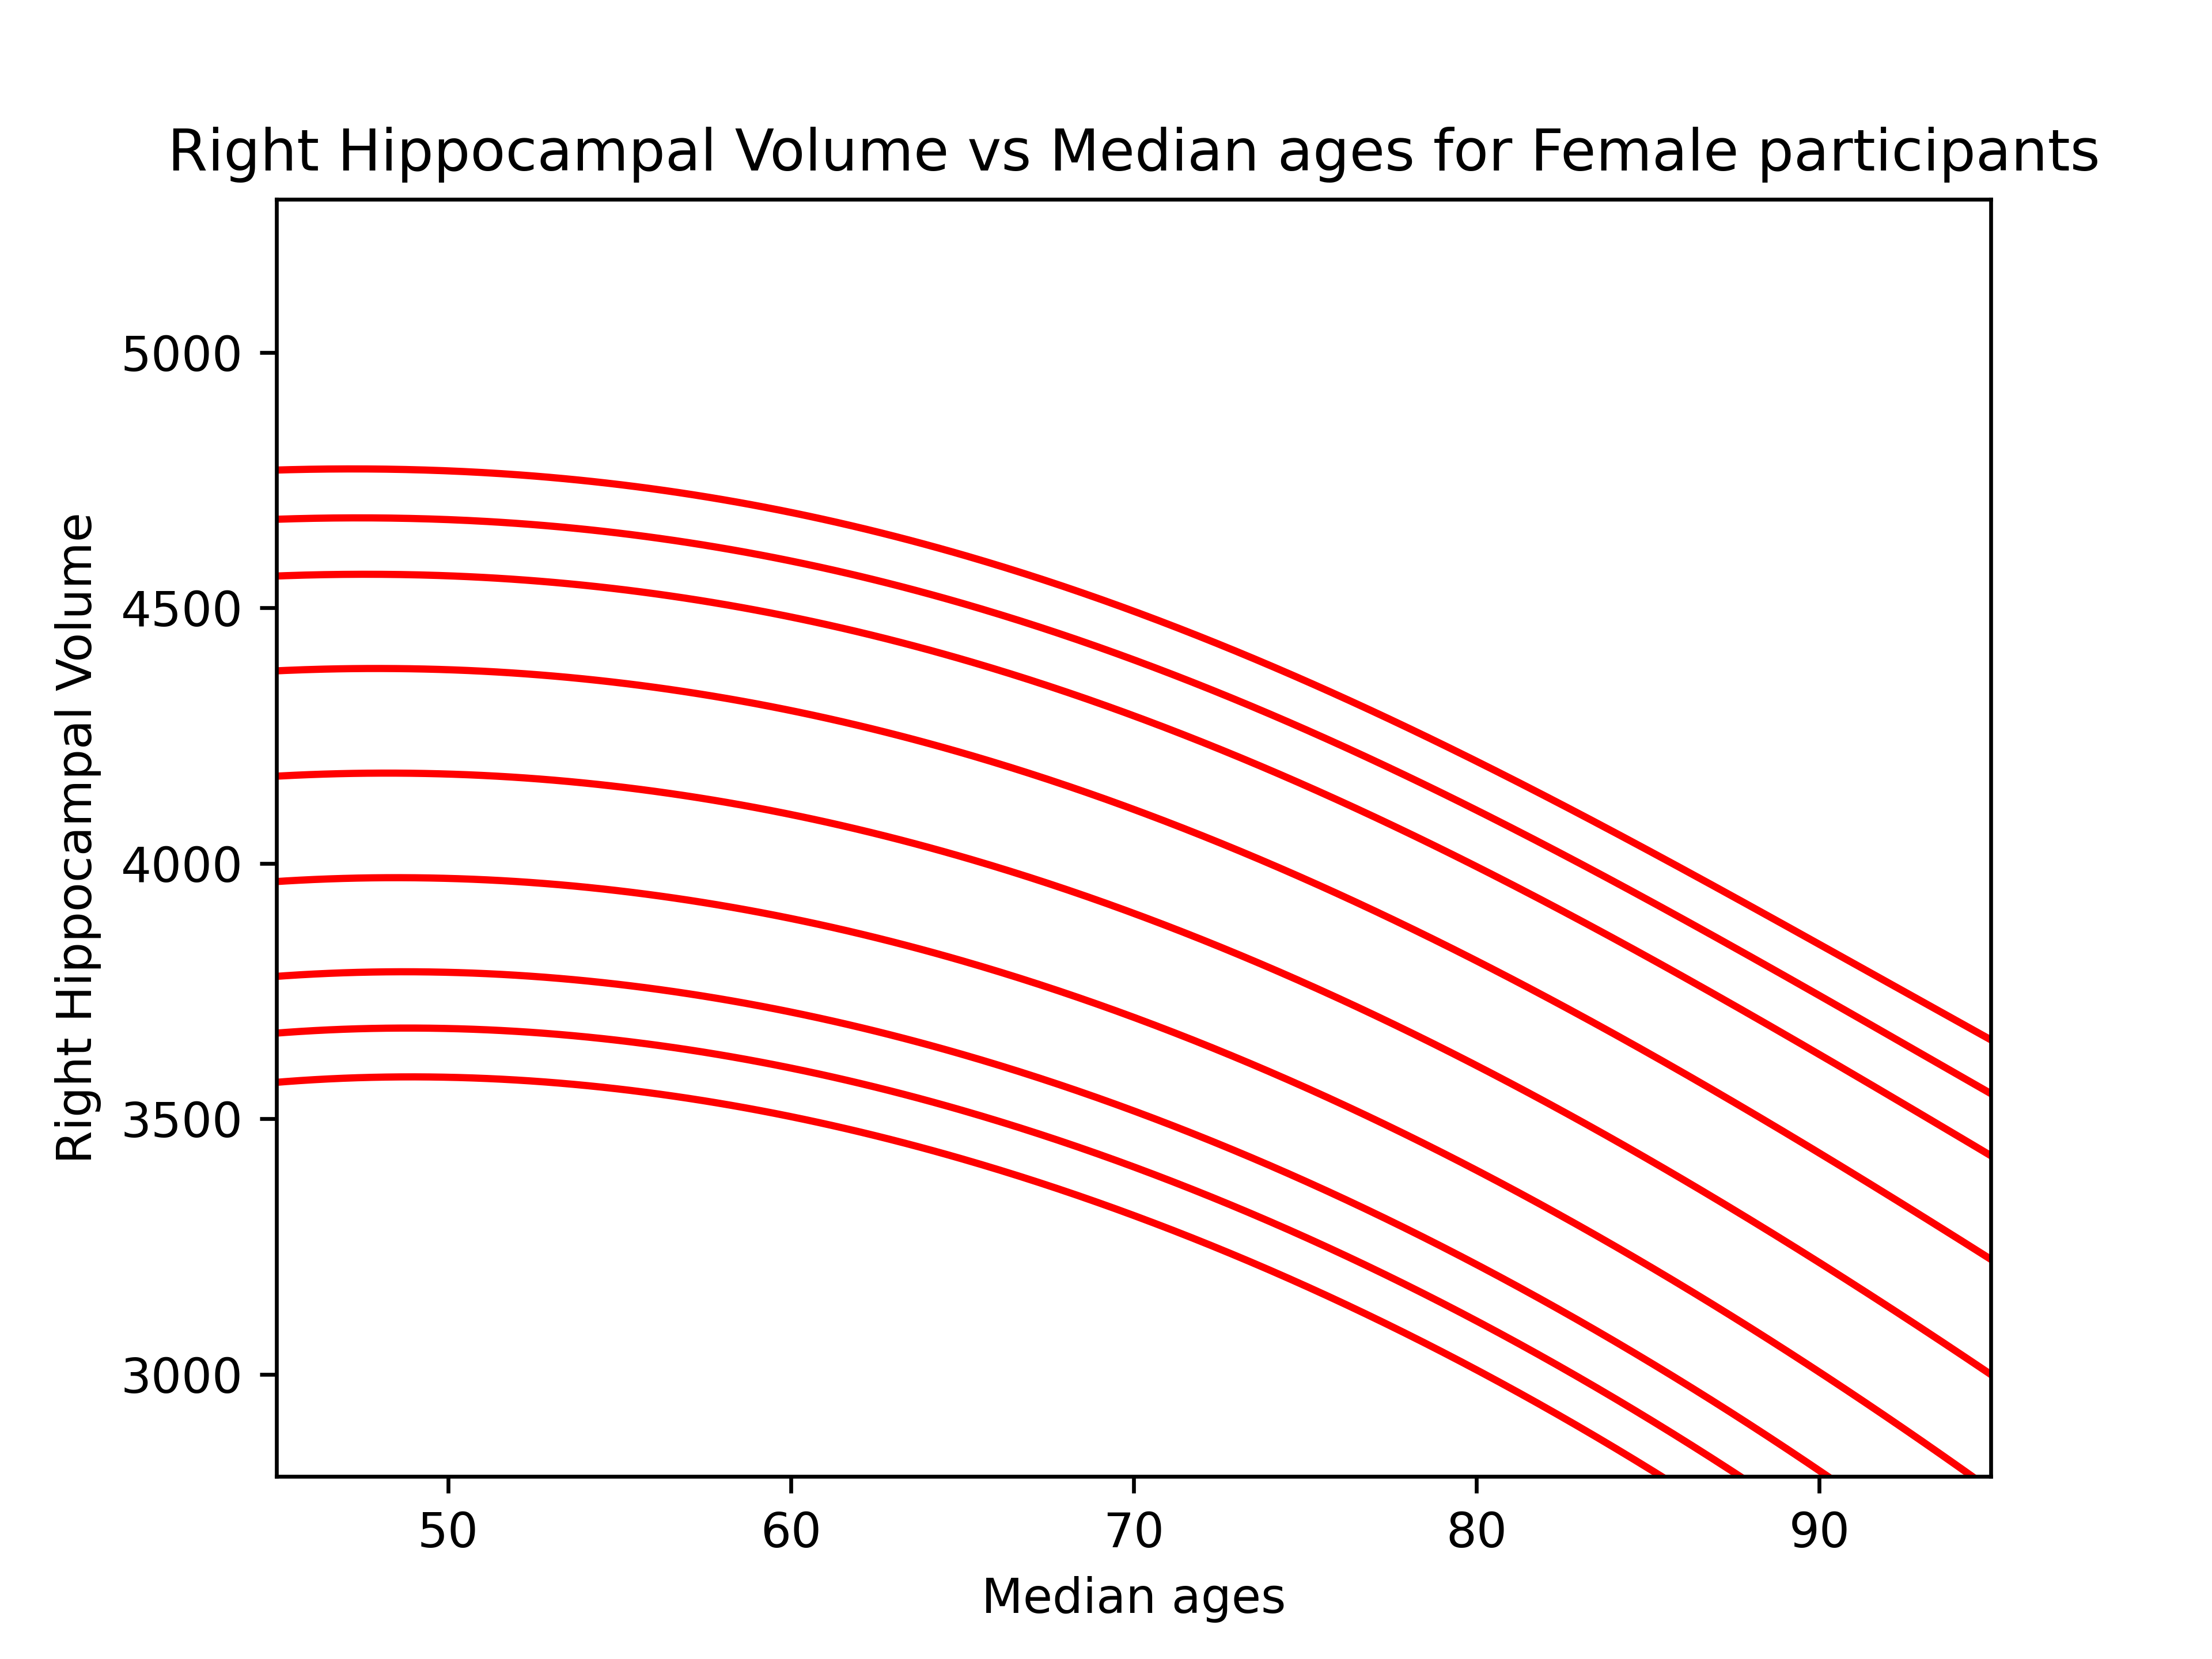 Right Hippocampal Volume vs Median ages for Female participants
Right Hippocampal Volume
5000
4500
4000
3500
3000
50 60 70 80 90
Median ages